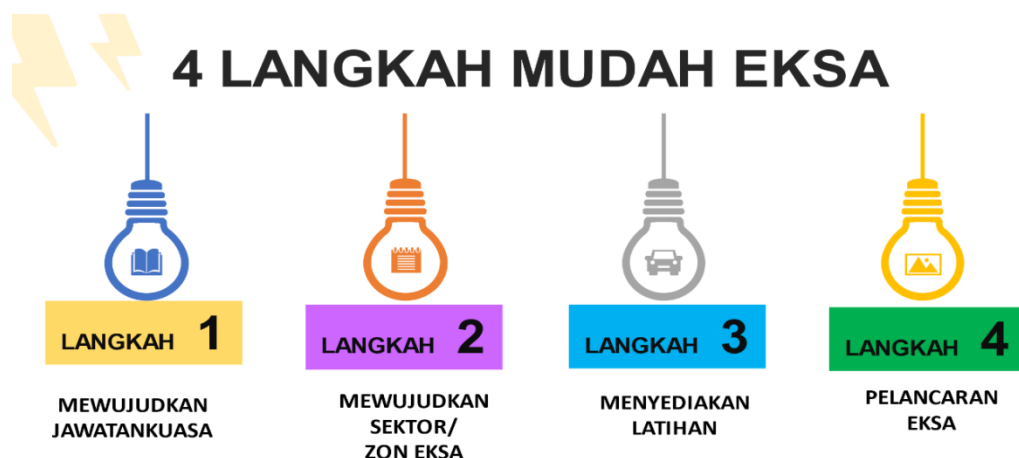 4 LANGKAH MUDAH EKSA
LANGKAH 1
LANGKAH 2
LANGKAH 3
LANGKAH 4
MEWUJUDKAN
JAWATANKUASA
MEWUJUDKAN
SEKTOR/
ZON EKSA
MENYEDIAKAN
LATIHAN
PELANCARAN
EKSA